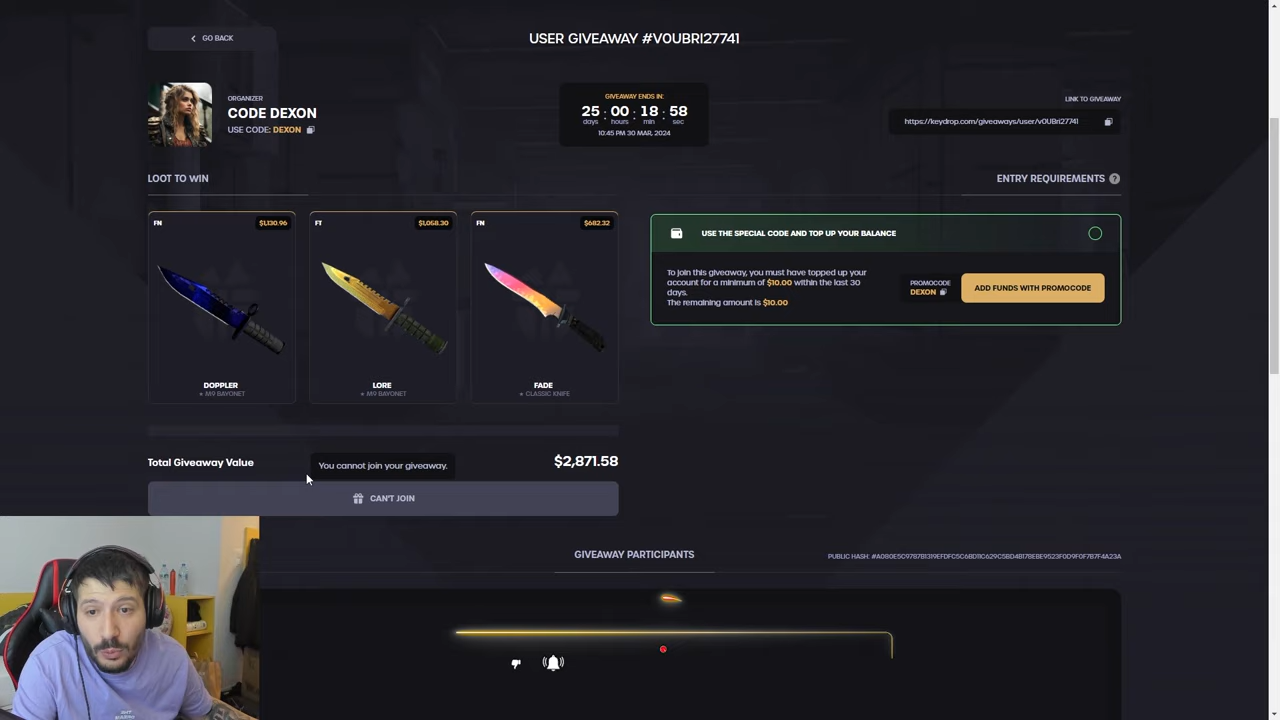 GO BACK
USER GIVEAWAY #V0UBRI27741
ORGANIZER
CODE DEXON
USE CODE: DEXON
GIVEAWAY ENDS IN:
25 : 00 : 18 : 58
days hours min sec
10:45 PM 30 MAR, 2024
LINK TO GIVEAWAY
https://keydrop.com/giveaways/user/v0UBri27741
LOOT TO WIN
ENTRY REQUIREMENTS ?
FN $1,130.96
FT $1,058.30
FN $682.32
DOPPLER
★ M9 BAYONET
LORE
★ M9 BAYONET
FADE
★ CLASSIC KNIFE
USE THE SPECIAL CODE AND TOP UP YOUR BALANCE
To join this giveaway, you must have topped up your
account for a minimum of $10.00 within the last 30
days.
The remaining amount is $10.00
PROMOCODE
DEXON
ADD FUNDS WITH PROMOCODE
Total Giveaway Value
You cannot join your giveaway.
$2,871.58
CAN'T JOIN
GIVEAWAY PARTICIPANTS
PUBLIC HASH: